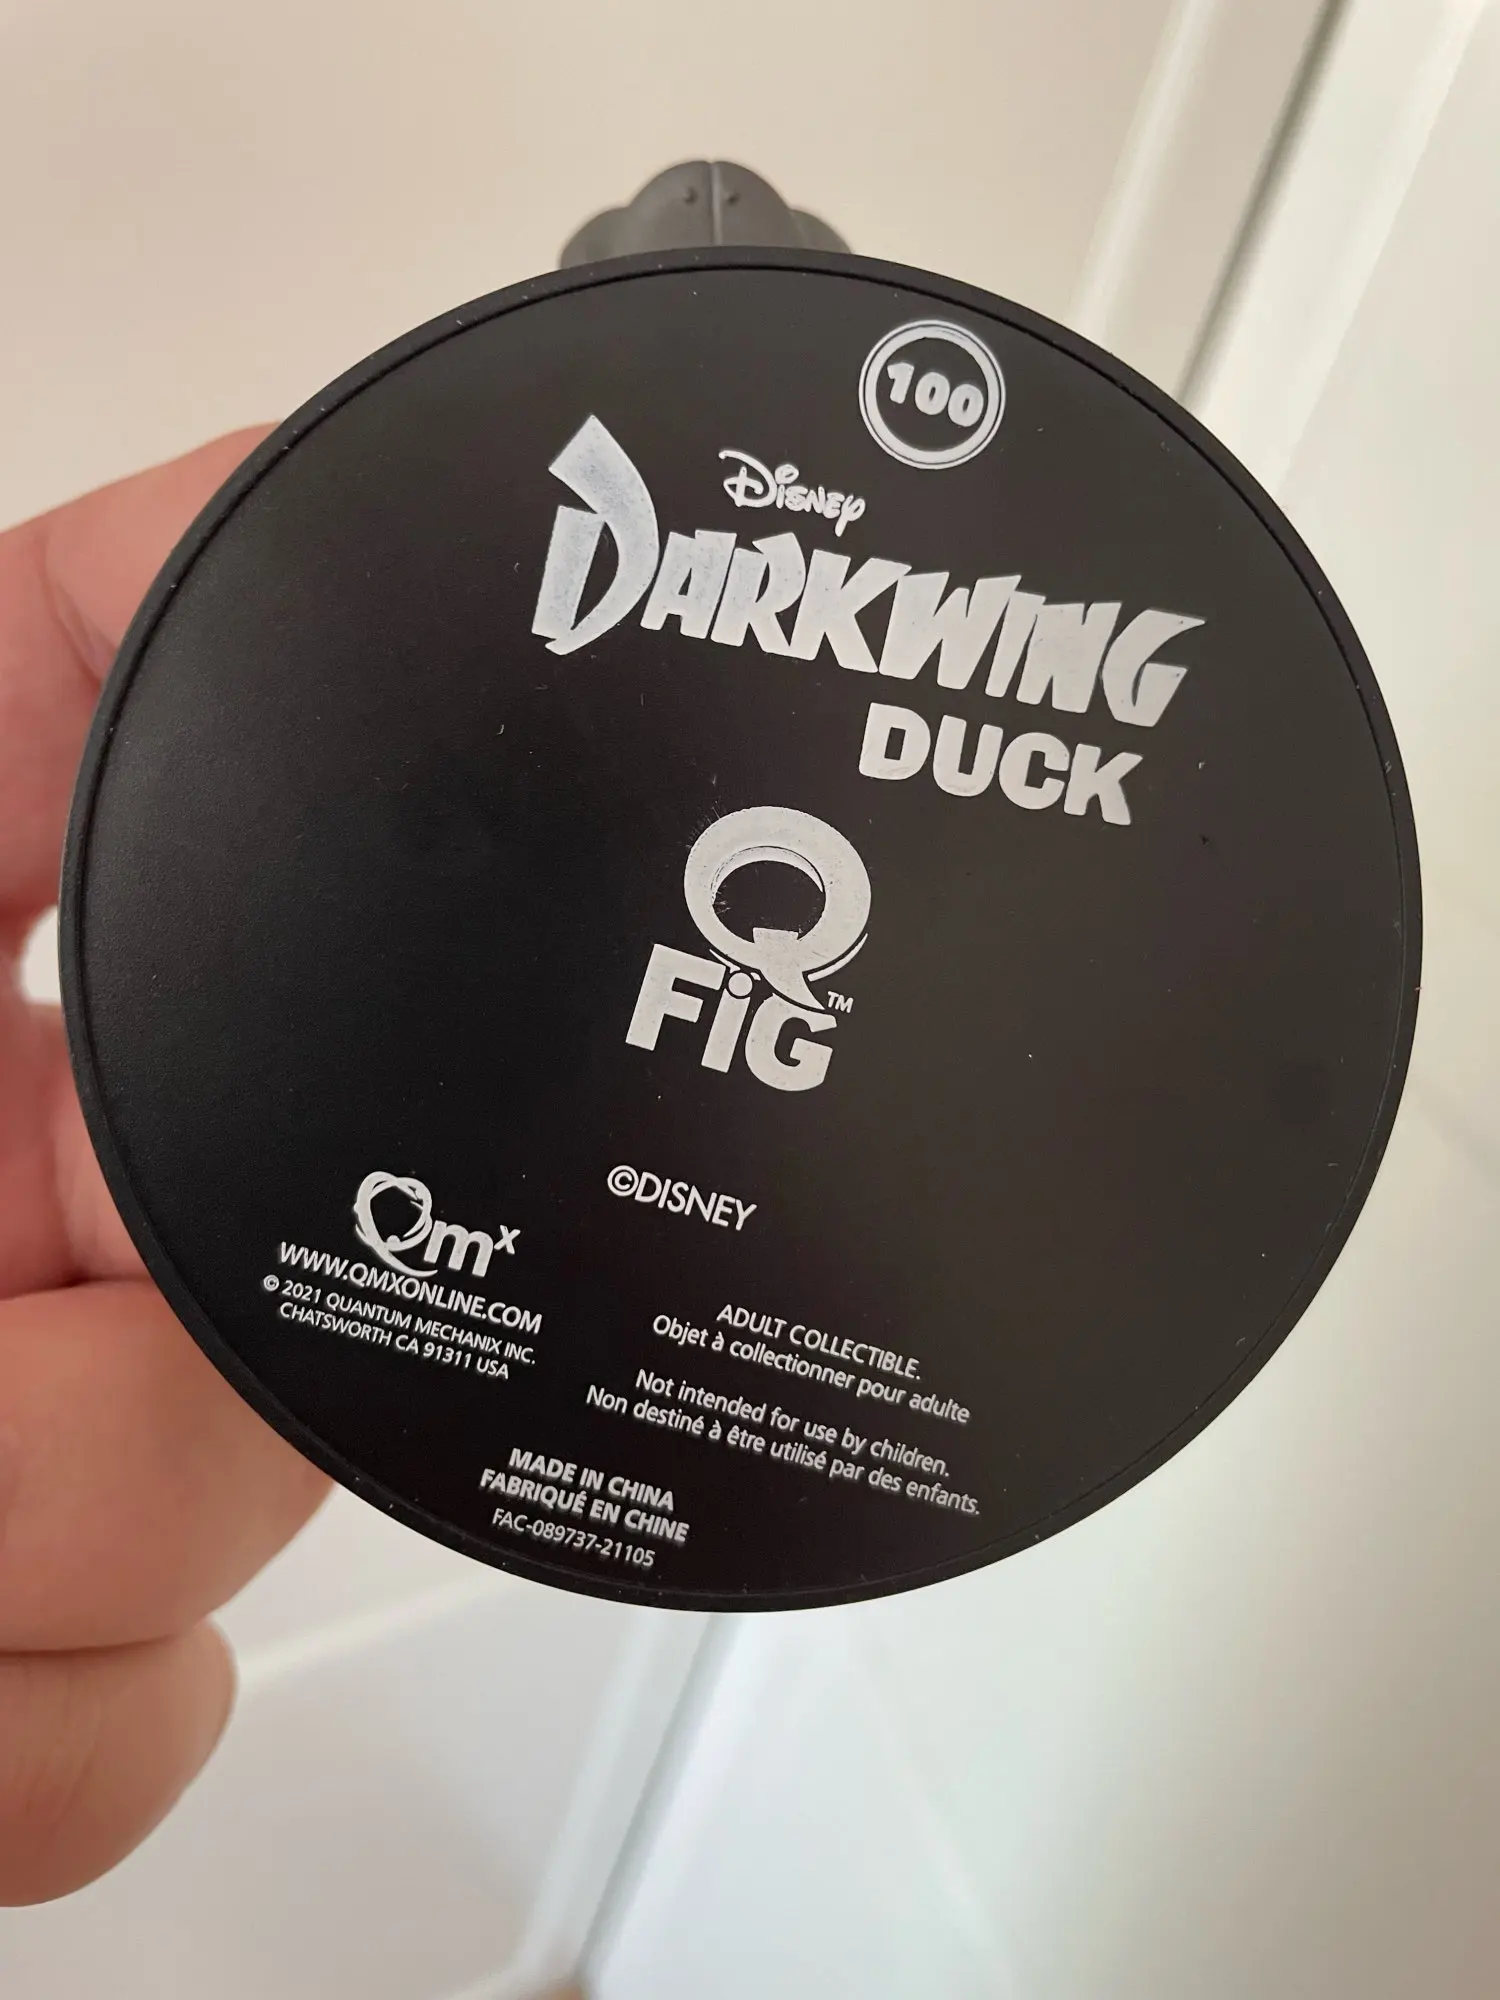 100
Disney
DARKWING
DUCK
Q
FiG™
©DISNEY
Qmx
WWW.QMXONLINE.COM
© 2021 QUANTUM MECHANIX INC.
CHATSWORTH CA 91311 USA
ADULT COLLECTIBLE.
Objet à collectionner pour adulte
Not intended for use by children.
Non destiné à être utilisé par des enfants.
MADE IN CHINA
FABRIQUÉ EN CHINE
FAC-089737-21105